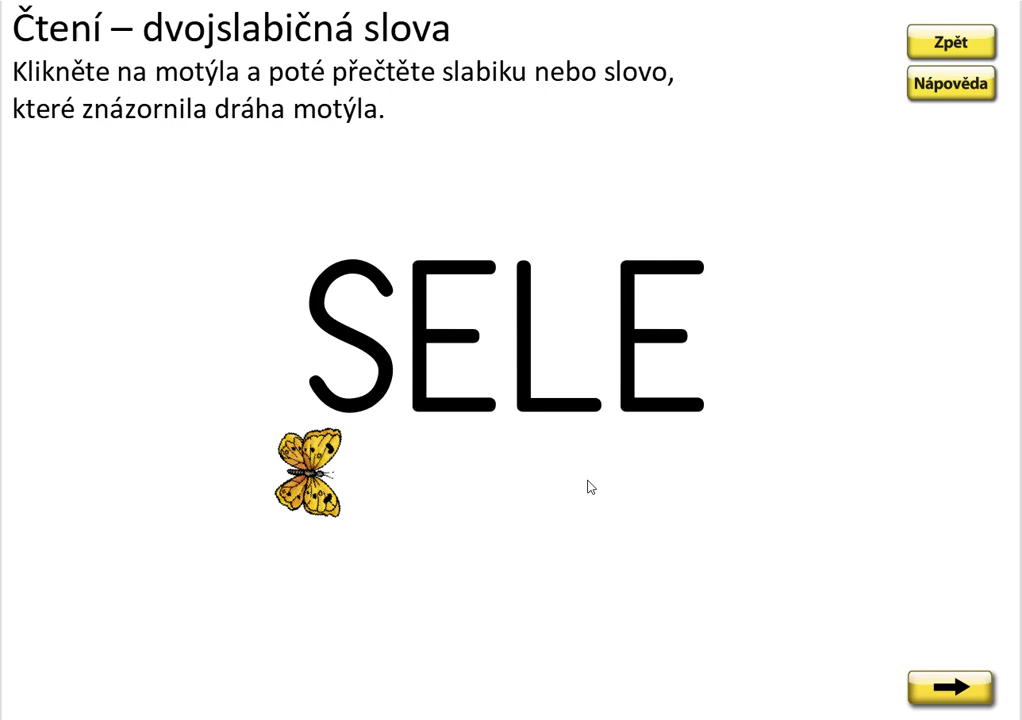 Čtení – dvojslabičná slova
Klikněte na motýla a poté přečtěte slabiku nebo slovo,
které znázornila dráha motýla.
Zpět
Nápověda
SELE